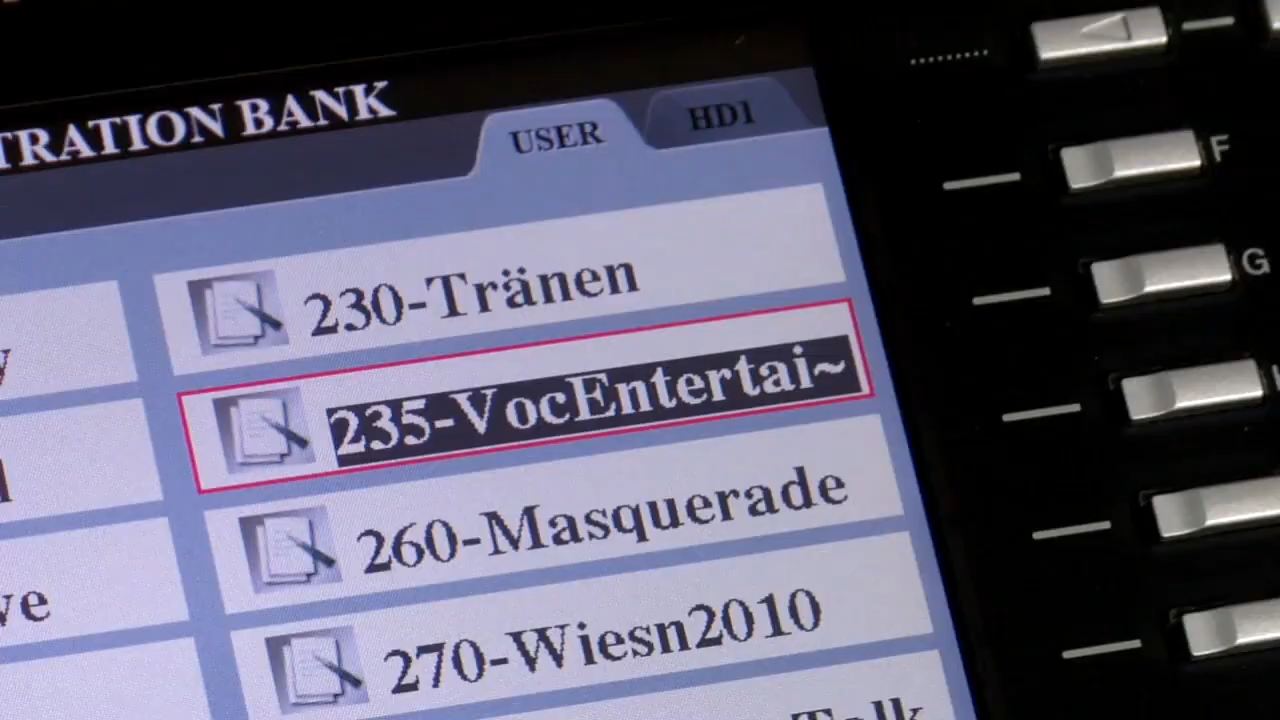 TRATION BANK
USER
HD1
F
G
230-Tränen
235-VocEntertai~
260-Masquerade
270-Wiesn2010